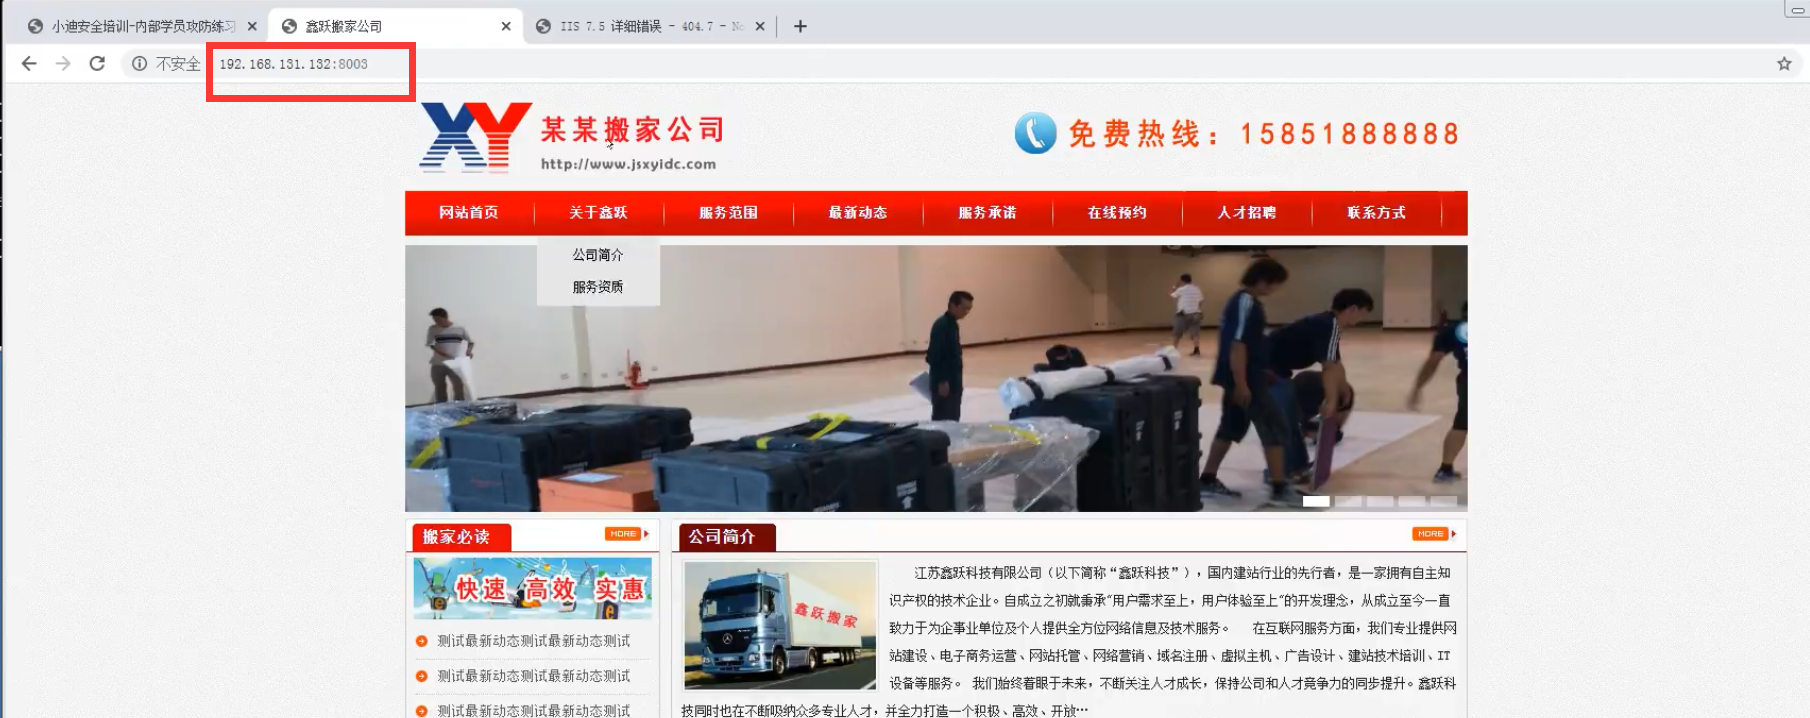 小迪安全培训-内部学员攻防练习
鑫跃搬家公司
IIS 7.5 详细错误 - 404.7 - No
不安全
192.168.131.132:8003
XY
某某搬家公司
http://www.jsxyidc.com
免费热线：15851888888
网站首页 关于鑫跃 服务范围 最新动态 服务承诺 在线预约 人才招聘 联系方式
公司简介
服务资质
搬家必读
MORE
公司简介
MORE
快速 高效 实惠
测试最新动态测试最新动态测试
测试最新动态测试最新动态测试
测试最新动态测试最新动态测试
鑫跃搬家
江苏鑫跃科技有限公司（以下简称“鑫跃科技”），国内建站行业的先行者，是一家拥有自主知
识产权的技术企业。自成立之初就秉承“用户需求至上，用户体验至上”的开发理念，从成立至今一直
致力于为企事业单位及个人提供全方位网络信息及技术服务。 在互联网服务方面，我们专业提供网
站建设、电子商务运营、网站托管、网络营销、域名注册、虚拟主机、广告设计、建站技术培训、IT
设备等服务。 我们始终着眼于未来，不断关注人才成长，保持公司和人才竞争力的同步提升。鑫跃科
技同时也在不断吸纳众多专业人才，并全力打造一个积极、高效、开放…